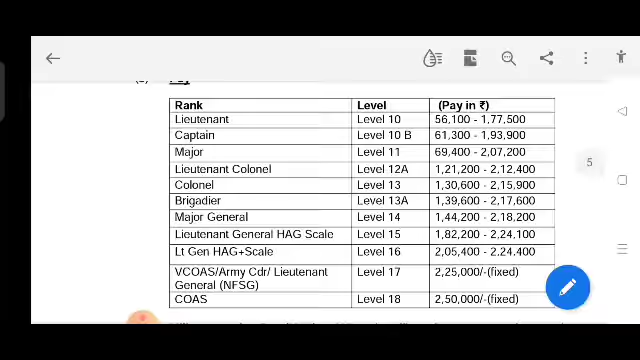 Rank Level (Pay in ₹)
Lieutenant Level 10 56,100 - 1,77,500
Captain Level 10 B 61,300 - 1,93,900
Major Level 11 69,400 - 2,07,200
Lieutenant Colonel Level 12A 1,21,200 - 2,12,400
Colonel Level 13 1,30,600 - 2,15,900
Brigadier Level 13A 1,39,600 - 2,17,600
Major General Level 14 1,44,200 - 2,18,200
Lieutenant General HAG Scale Level 15 1,82,200 - 2,24,100
Lt Gen HAG+Scale Level 16 2,05,400 - 2,24,400
VCOAS/Army Cdr/ Lieutenant Level 17 2,25,000/-(fixed)
General (NFSG)
COAS Level 18 2,50,000/-(fixed)
5